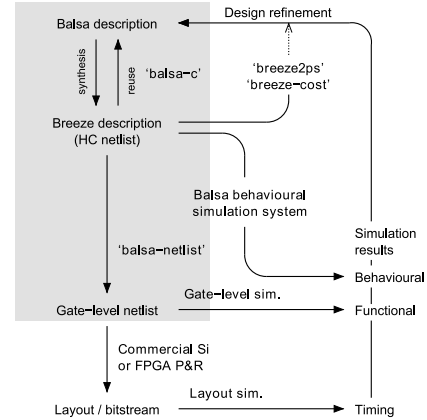 Design refinement
Balsa description
synthesis
reuse
‘balsa−c’
‘breeze2ps’
‘breeze−cost’
Breeze description
(HC netlist)
Balsa behavioural
simulation system
Simulation
results
‘balsa−netlist’
Behavioural
Gate−level sim.
Gate−level netlist
Functional
Commercial Si
or FPGA P&R
Layout sim.
Layout / bitstream
Timing